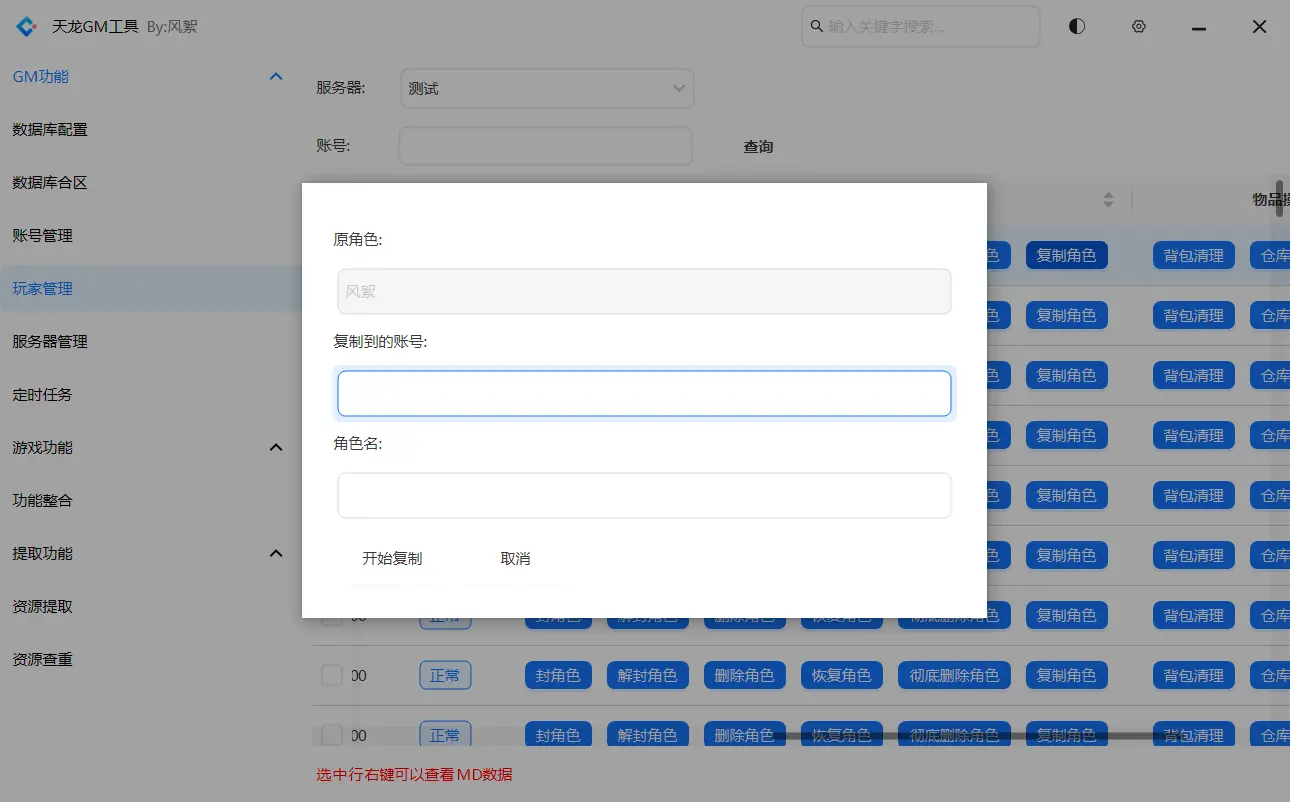 天龙GM工具 By:风絮
输入关键字搜索...
GM功能
数据库配置
数据库合区
账号管理
玩家管理
服务器管理
定时任务
游戏功能
功能整合
提取功能
资源提取
资源查重
服务器: 测试
账号: 查询
物品操
原角色:
风絮
复制到的账号:
角色名:
开始复制 取消
色 复制角色 背包清理 仓库
色 复制角色 背包清理 仓库
色 复制角色 背包清理 仓库
色 复制角色 背包清理 仓库
色 复制角色 背包清理 仓库
色 复制角色 背包清理 仓库
00 正常 封角色 解封角色 删除角色 恢复角色 彻底删除角色 复制角色 背包清理 仓库
00 正常 封角色 解封角色 删除角色 恢复角色 彻底删除角色 复制角色 背包清理 仓库
00 正常 封角色 解封角色 删除角色 恢复角色 彻底删除角色 复制角色 背包清理 仓库
选中行右键可以查看MD数据